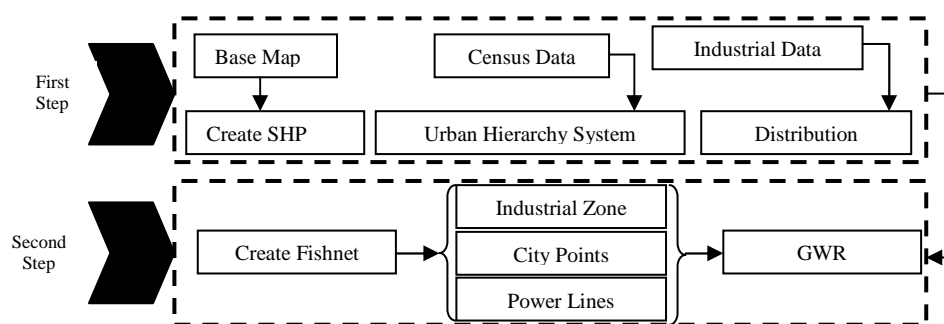 First
Step
Base Map
Census Data
Industrial Data
Create SHP
Urban Hierarchy System
Distribution
Second
Step
Create Fishnet
Industrial Zone
City Points
Power Lines
GWR